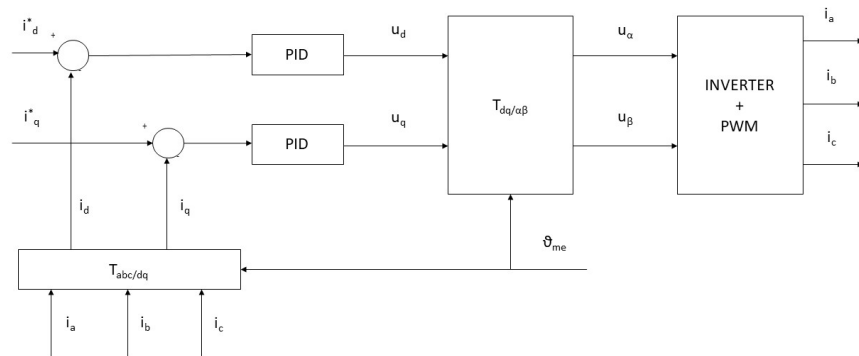 i*d
+
-
PID
ud
uα
ia
i*q
+
-
PID
uq
Tdq/αβ
uβ
INVERTER
+
PWM
ib
ic
id
iq
ϑme
Tabc/dq
ia
ib
ic